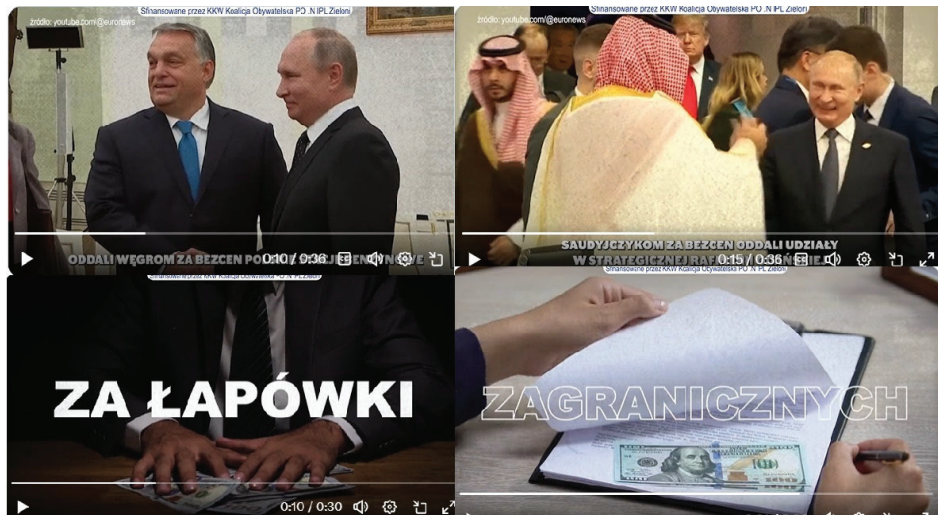 Sfinansowane przez KKW Koalicja Obywatelska PO .N IPL Zieloni
źródło: youtube.com/@euronews
ODDALI WĘGROM ZA BEZCEN
0:10 / 0:36
Sfinansowane przez KKW Koalicja Obywatelska PO .N IPL Zieloni
źródło: youtube.com/@euronews
SAUDYJCZYKOM ZA BEZCEN ODDALI UDZIAŁY
W STRATEGICZNEJ
0:15 / 0:36
Sfinansowane przez KKW Koalicja Obywatelska PO .N IPL Zieloni
ZA ŁAPÓWKI
0:10 / 0:30
Sfinansowane przez KKW Koalicja Obywatelska PO .N IPL Zieloni
ZAGRANICZNYCH
100